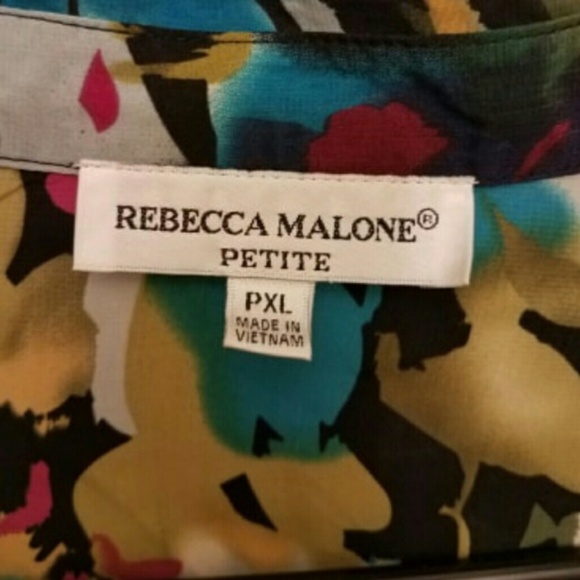 REBECCA MALONE®
PETITE
PXL
MADE IN
VIETNAM